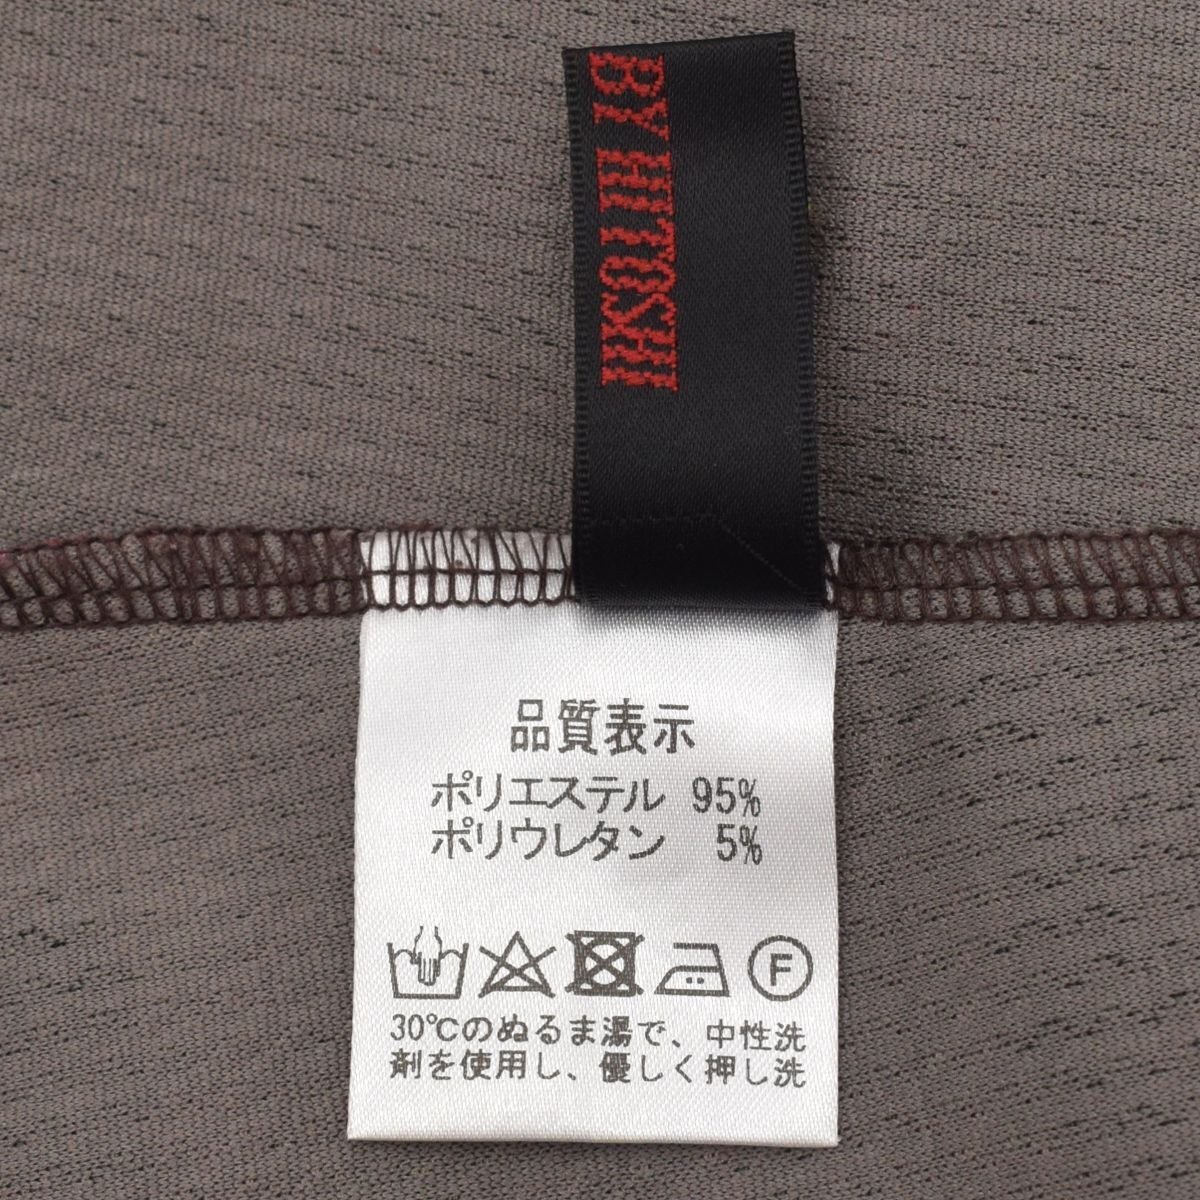 BY HITOSHI
品質表示
ポリエステル 95%
ポリウレタン 5%
F
30℃のぬるま湯で、中性洗
剤を使用し、優しく押し洗